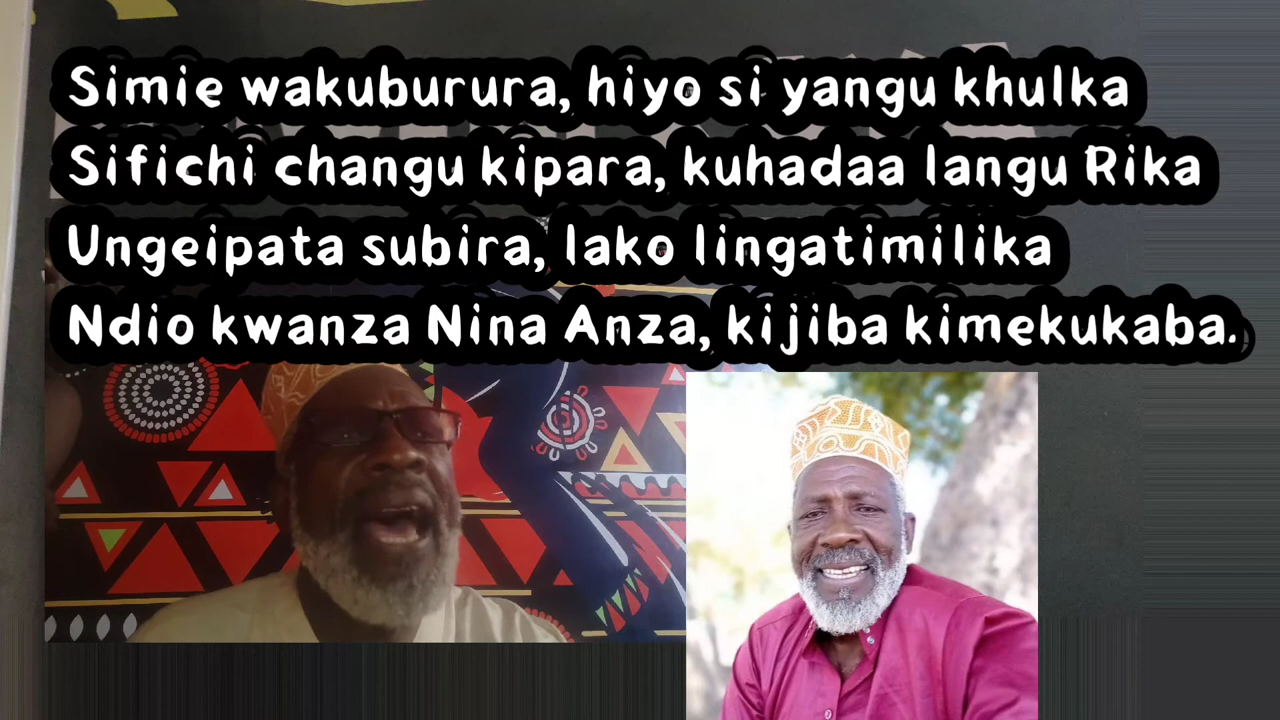 Simie wakuburura, hiyo si yangu khulka
Sifichi changu kipara, kuhadaa langu Rika
Ungeipata subira, lako lingatimilika
Ndio kwanza Nina Anza, kijiba kimekukaba.